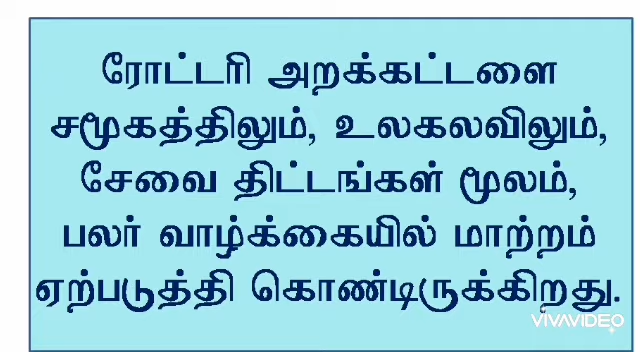 ரோட்டரி அறக்கட்டளை
சமூகத்திலும், உலகலவிலும்,
சேவை திட்டங்கள் மூலம்,
பலர் வாழ்க்கையில் மாற்றம்
ஏற்படுத்தி கொண்டிருக்கிறது.
VIVAVIDEO